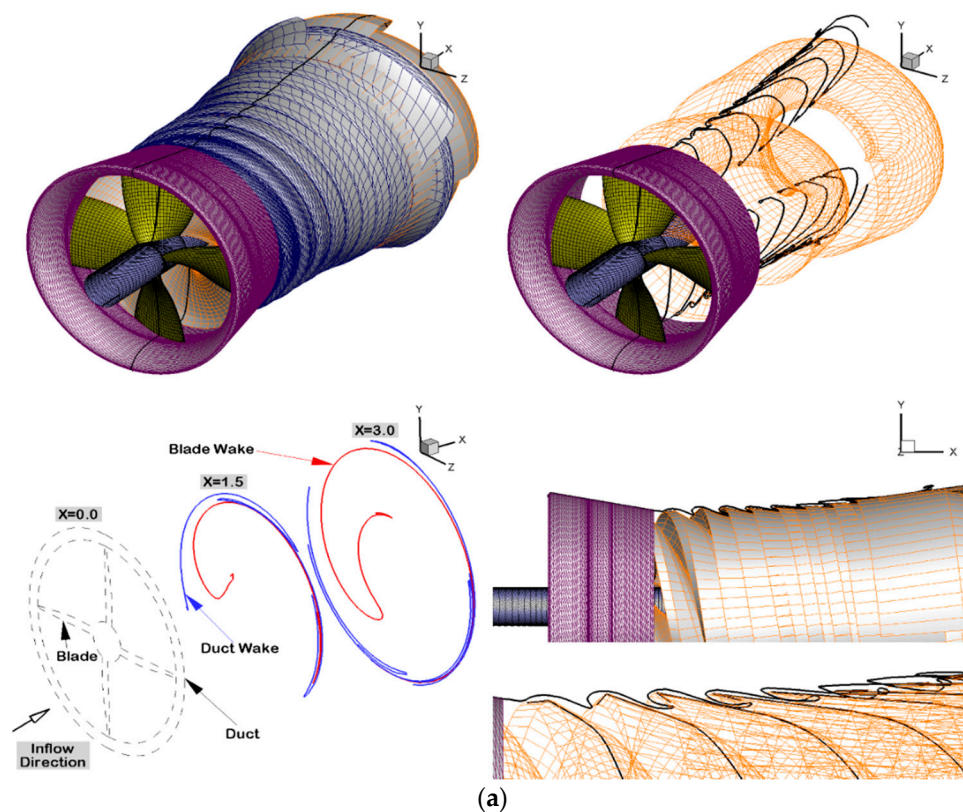 Y
X
Z
Y
X
Z
Y
X
Z
X=3.0
Blade Wake
X=1.5
X=0.0
Duct Wake
Blade
Duct
Inflow
Direction
Y
Z
X
(a)